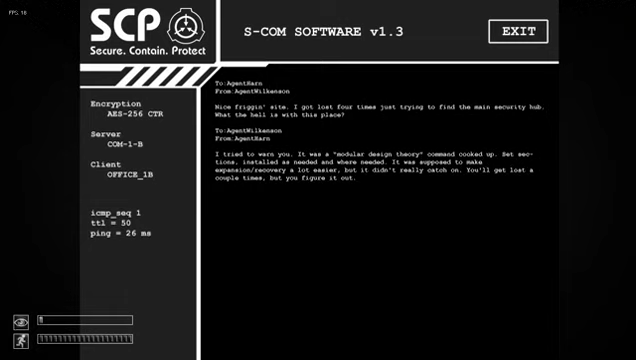 FPS: 16
SCP
Secure. Contain. Protect
S-COM SOFTWARE v1.3
EXIT
Encryption
AES-256 CTR
Server
COM-1-B
Client
OFFICE_1B
icmp_seq 1
ttl = 50
ping = 26 ms
To:AgentHarn
From:AgentWilkenson
Nice friggin' site. I got lost four times just trying to find the main security hub.
What the hell is with this place?
To:AgentWilkenson
From:AgentHarn
I tried to warn you. It was a "modular design theory" command cooked up. Set sec-
tions, installed as needed and where needed. It was supposed to make
expansion/recovery a lot easier, but it didn't really catch on. You'll get lost a
couple times, but you figure it out.